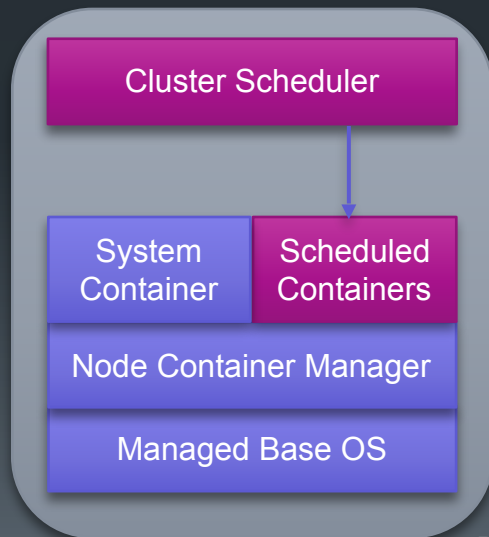 Cluster Scheduler
System
Container
Scheduled
Containers
Node Container Manager
Managed Base OS